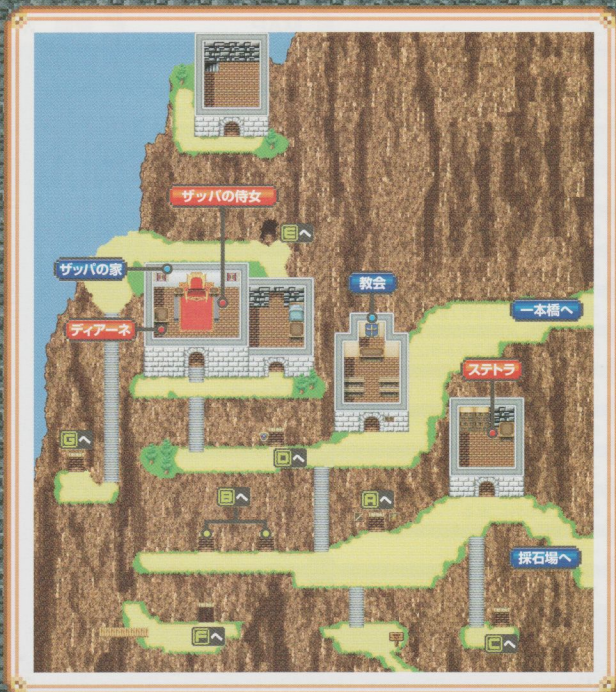 ザッパの侍女
Eへ
ザッパの家
教会
一本橋へ
ディアーネ
ステトラ
Gへ
Dへ
Bへ
Aへ
採石場へ
Fへ
Cへ